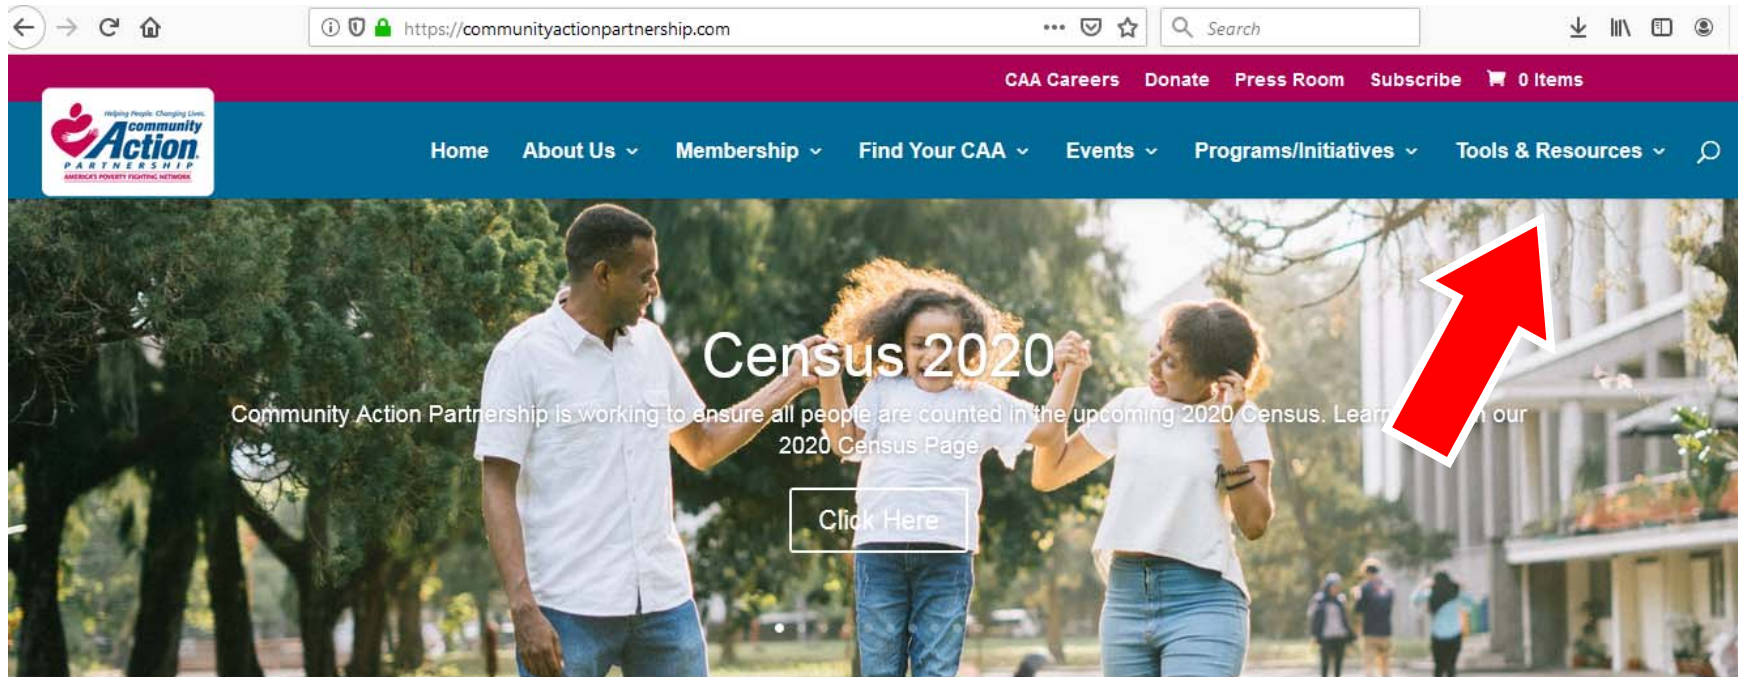 https://communityactionpartnership.com
Search
CAA Careers Donate Press Room Subscribe 0 Items
Helping People. Changing Lives.
community
Action
PARTNERSHIP
AMERICA'S POVERTY FIGHTING NETWORK
Home About Us Membership Find Your CAA Events Programs/Initiatives Tools & Resources
Census 2020
Community Action Partnership is working to ensure all people are counted in the upcoming 2020 Census. Learn our
2020 Census Page
Click Here